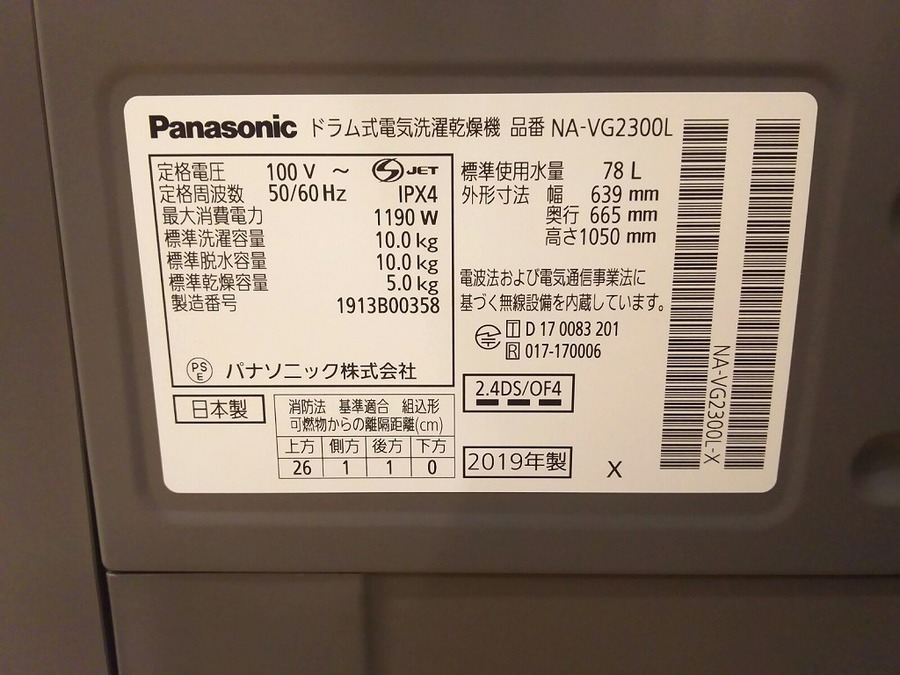 Panasonic ドラム式電気洗濯乾燥機 品番 NA-VG2300L
定格電圧 100 V ~ S JET
定格周波数 50/60 Hz IPX4
最大消費電力 1190 W
標準洗濯容量 10.0 kg
標準脱水容量 10.0 kg
標準乾燥容量 5.0 kg
製造番号 1913B00358
PS E パナソニック株式会社
標準使用水量 78 L
外形寸法 幅 639 mm
奥行 665 mm
高さ1050 mm
電波法および電気通信事業法に
基づく無線設備を内蔵しています。
T D 17 0083 201
R 017-170006
2.4DS/OF4
日本製
消防法 基準適合 組込形
可燃物からの離隔距離(cm)
上方 側方 後方 下方
26 1 1 0
2019年製 X
NA-VG2300L-X